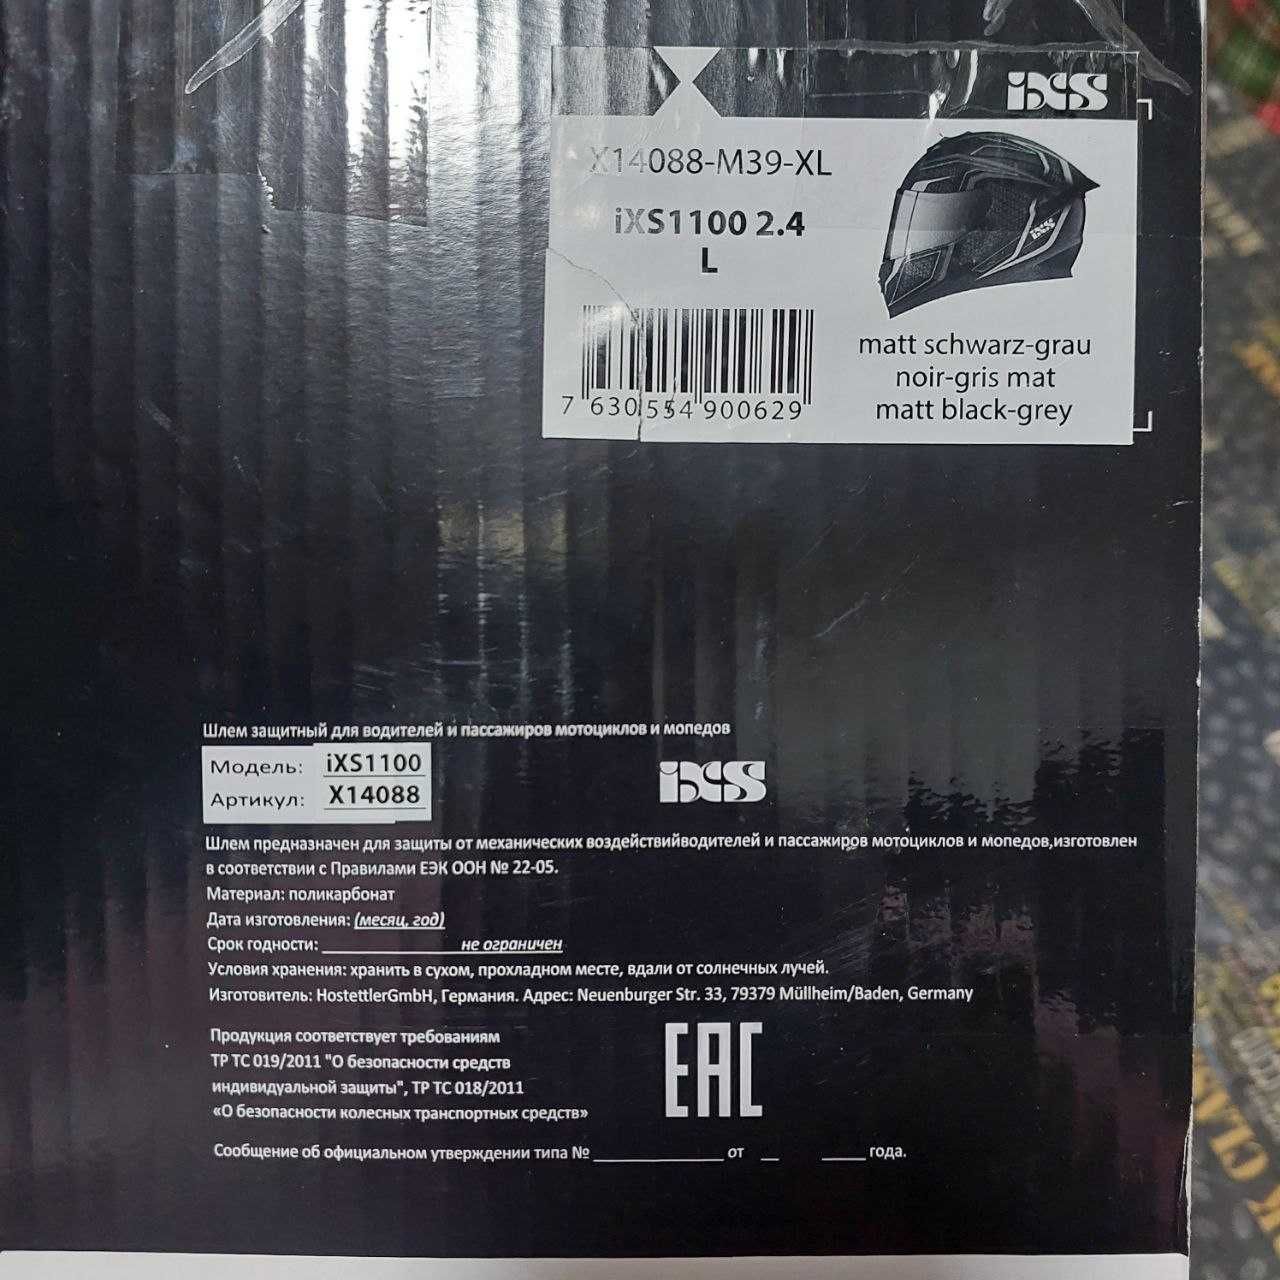 iXS
X14088-M39-XL
iXS1100 2.4
L
7 630554 900629
iXS
matt schwarz-grau
noir-gris mat
matt black-grey
Шлем защитный для водителей и пассажиров мотоциклов и мопедов
Модель: iXS1100
Артикул: X14088
iXS
Шлем предназначен для защиты от механических воздействийводителей и пассажиров мотоциклов и мопедов,изготовлен
в соответствии с Правилами ЕЭК ООН № 22-05.
Материал: поликарбонат
Дата изготовления: (месяц, год)
Срок годности: не ограничен
Условия хранения: хранить в сухом, прохладном месте, вдали от солнечных лучей.
Изготовитель: HostettlerGmbH, Германия. Адрес: Neuenburger Str. 33, 79379 Müllheim/Baden, Germany
Продукция соответствует требованиям
ТР ТС 019/2011 "О безопасности средств
индивидуальной защиты", ТР ТС 018/2011
«О безопасности колесных транспортных средств»
EAC
Сообщение об официальном утверждении типа № ______________ от __ _____ года.